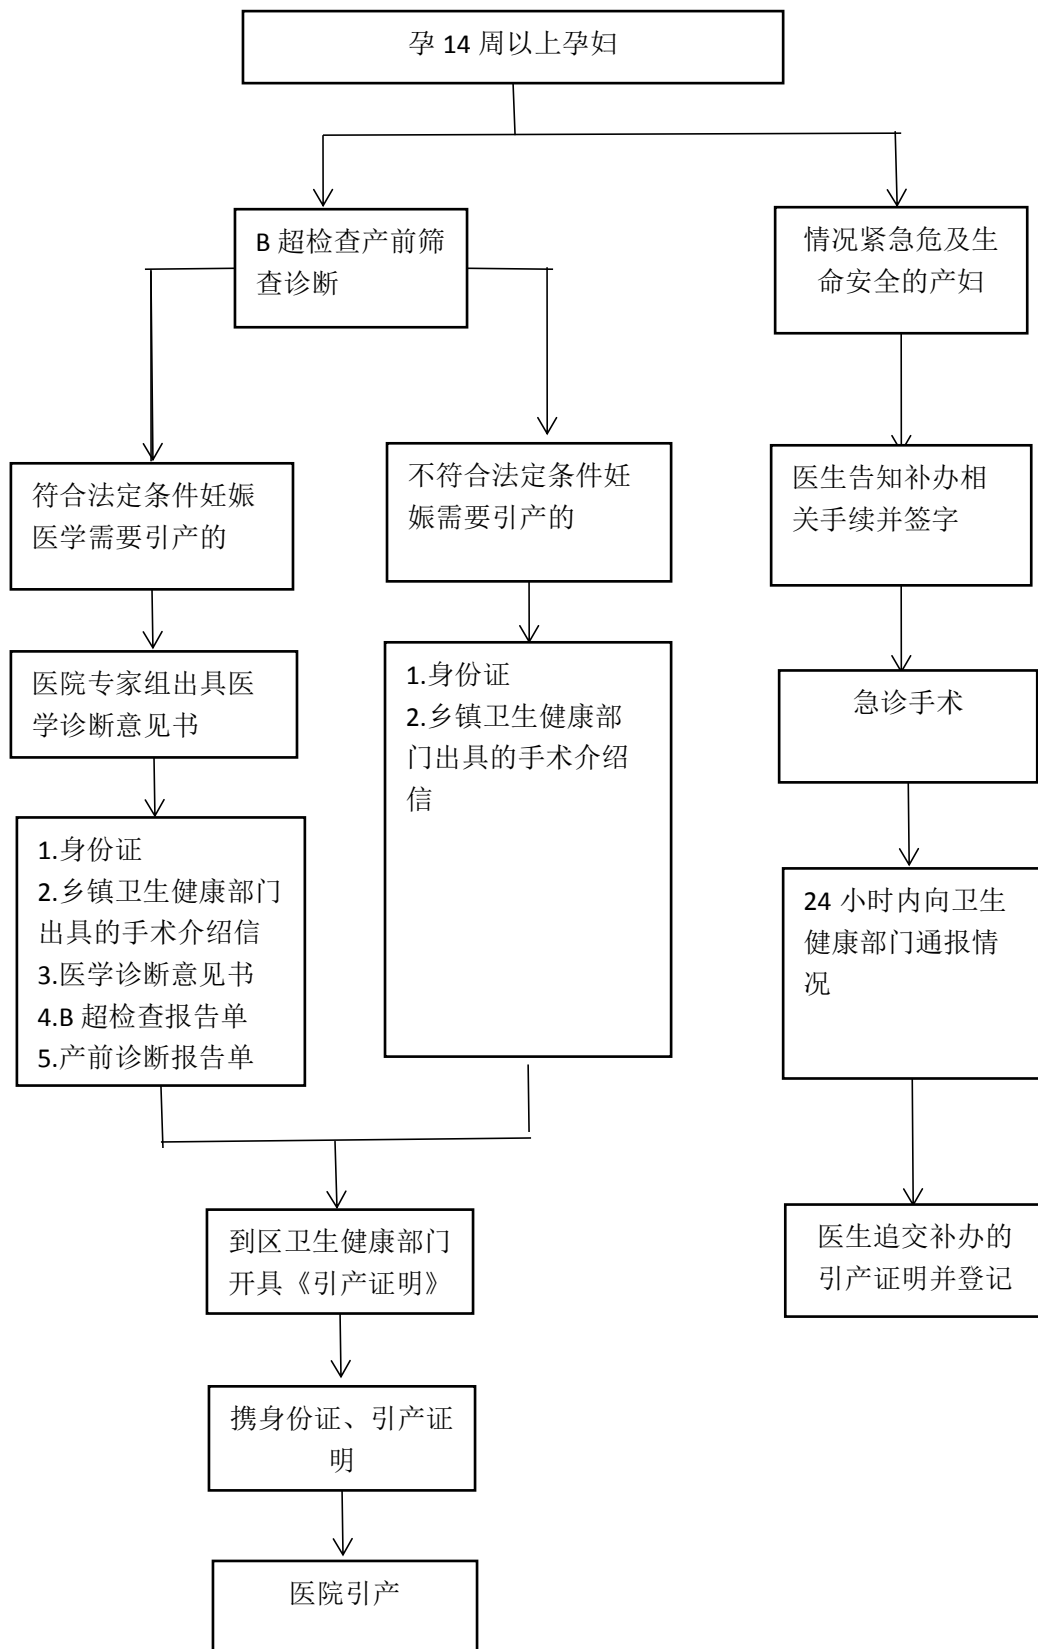 孕 14 周以上孕妇
B 超检查产前筛
查诊断
情况紧急危及生
命安全的产妇
符合法定条件妊娠
医学需要引产的
不符合法定条件妊
娠需要引产的
医生告知补办相
关手续并签字
医院专家组出具医
学诊断意见书
1.身份证
2.乡镇卫生健康部
门出具的手术介绍
信
急诊手术
1.身份证
2.乡镇卫生健康部门
出具的手术介绍信
3.医学诊断意见书
4.B 超检查报告单
5.产前诊断报告单
24 小时内向卫生
健康部门通报情
况
到区卫生健康部门
开具《引产证明》
医生追交补办的
引产证明并登记
携身份证、引产证
明
医院引产